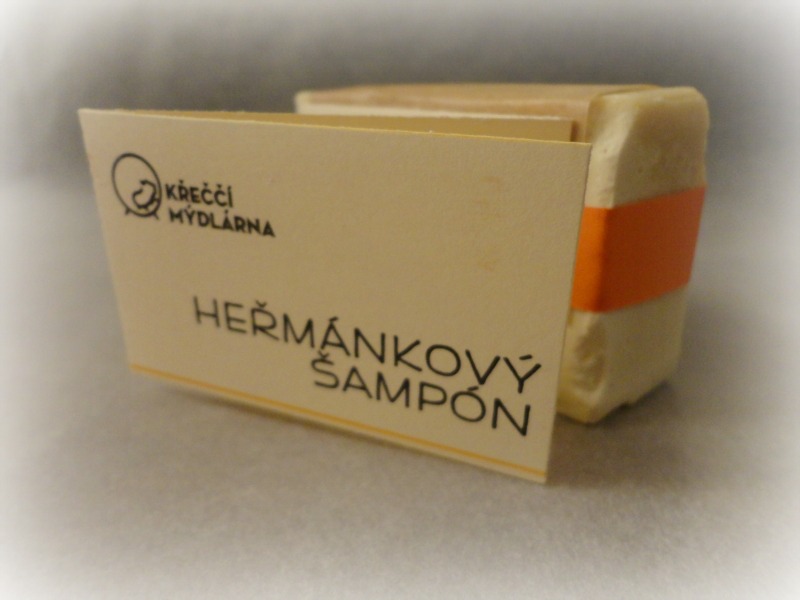 KŘEČČÍ
MÝDLÁRNA
HEŘMÁNKOVÝ
ŠAMPÓN